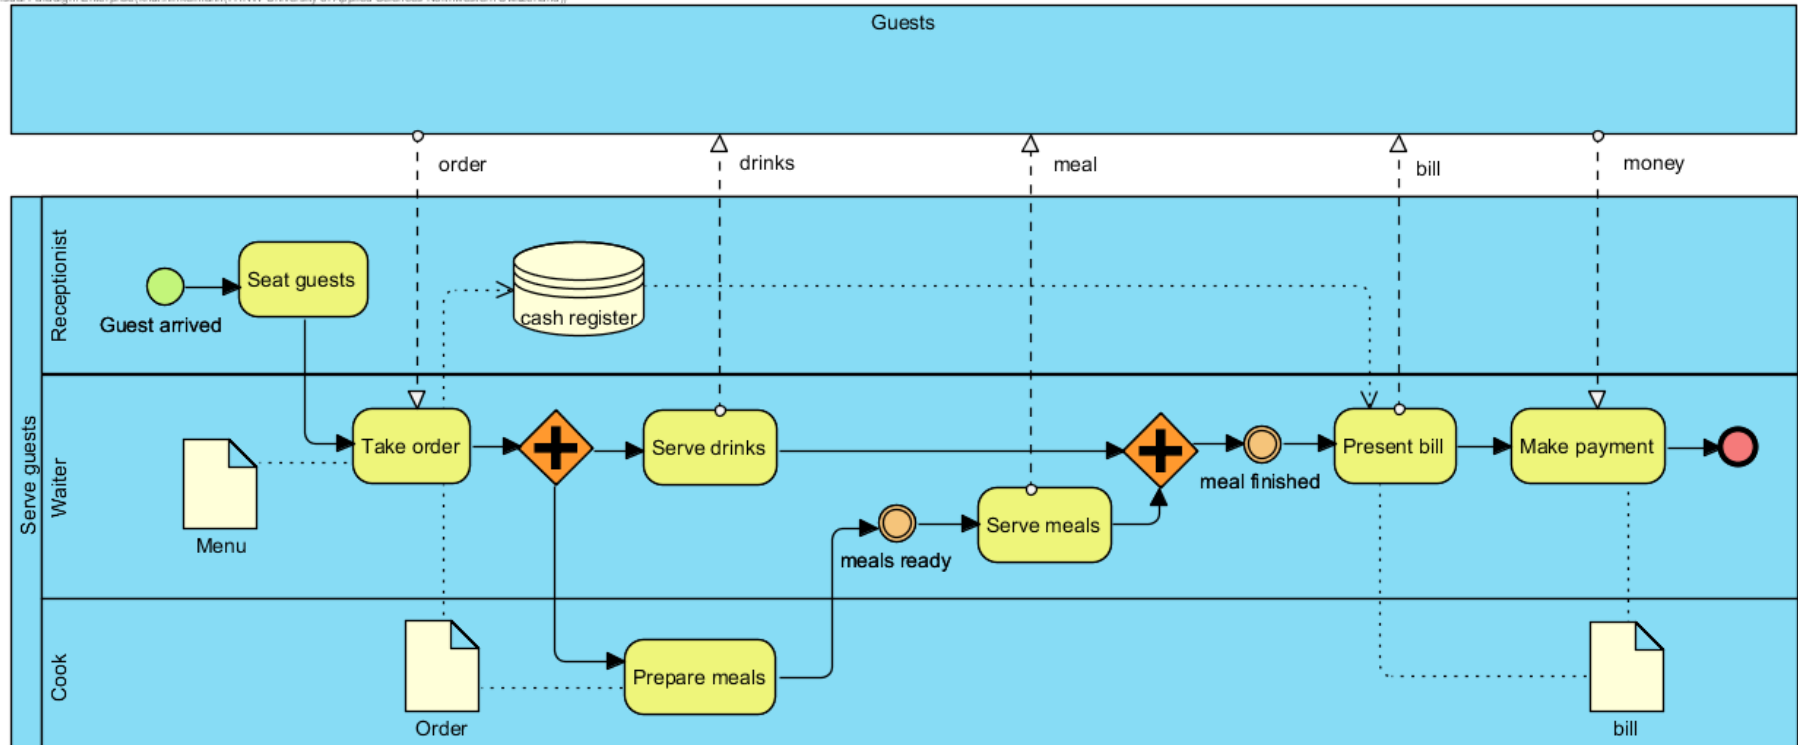 Guests
order
drinks
meal
bill
money
Serve guests
Receptionist
Guest arrived
Seat guests
cash register
Waiter
Menu
Take order
Serve drinks
meals ready
Serve meals
meal finished
Present bill
Make payment
Cook
Order
Prepare meals
bill